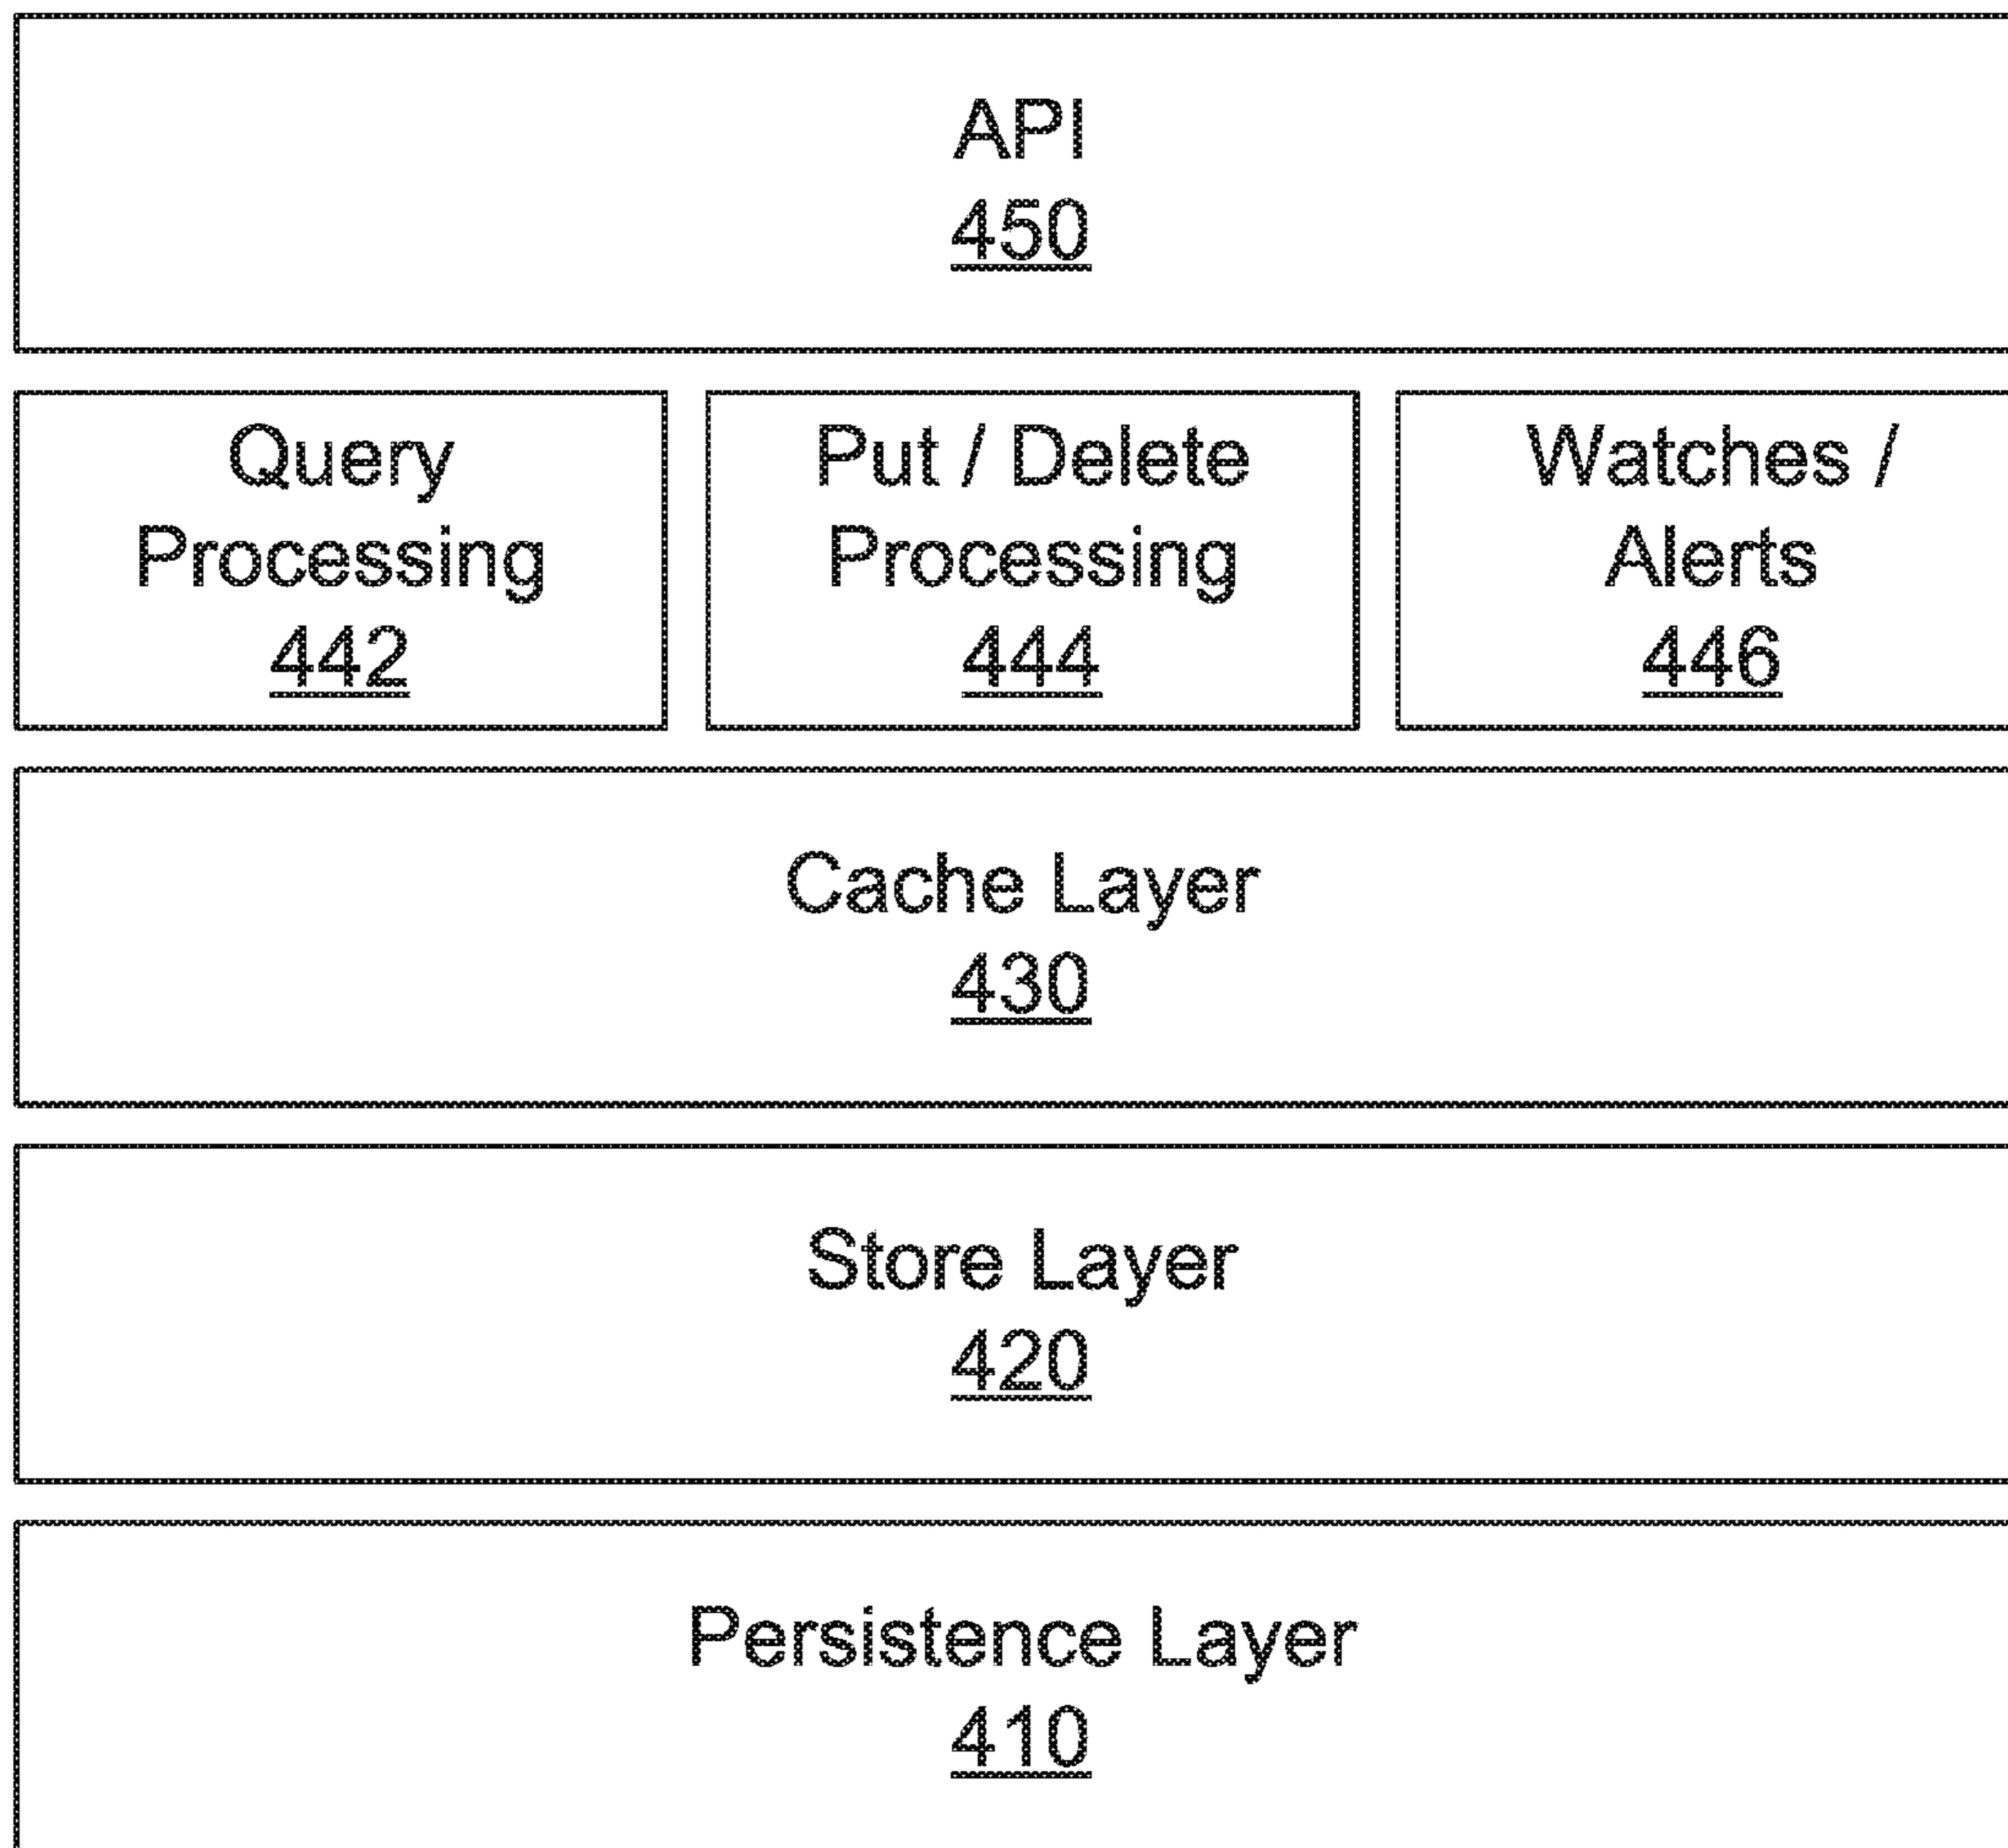 API
450
Query
Processing
442
Put / Delete
Processing
444
Watches /
Alerts
446
Cache Layer
430
Store Layer
420
Persistence Layer
410